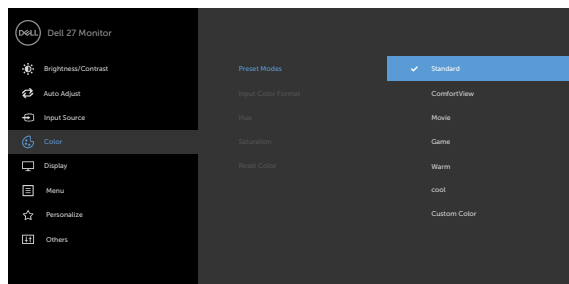 DELL
Dell 27 Monitor
Brightness/Contrast
Auto Adjust
Input Source
Color
Display
Menu
Personalize
Others
Preset Modes
Input Color Format
Hue
Saturation
Reset Color
Standard
ComfortView
Movie
Game
Warm
cool
Custom Color